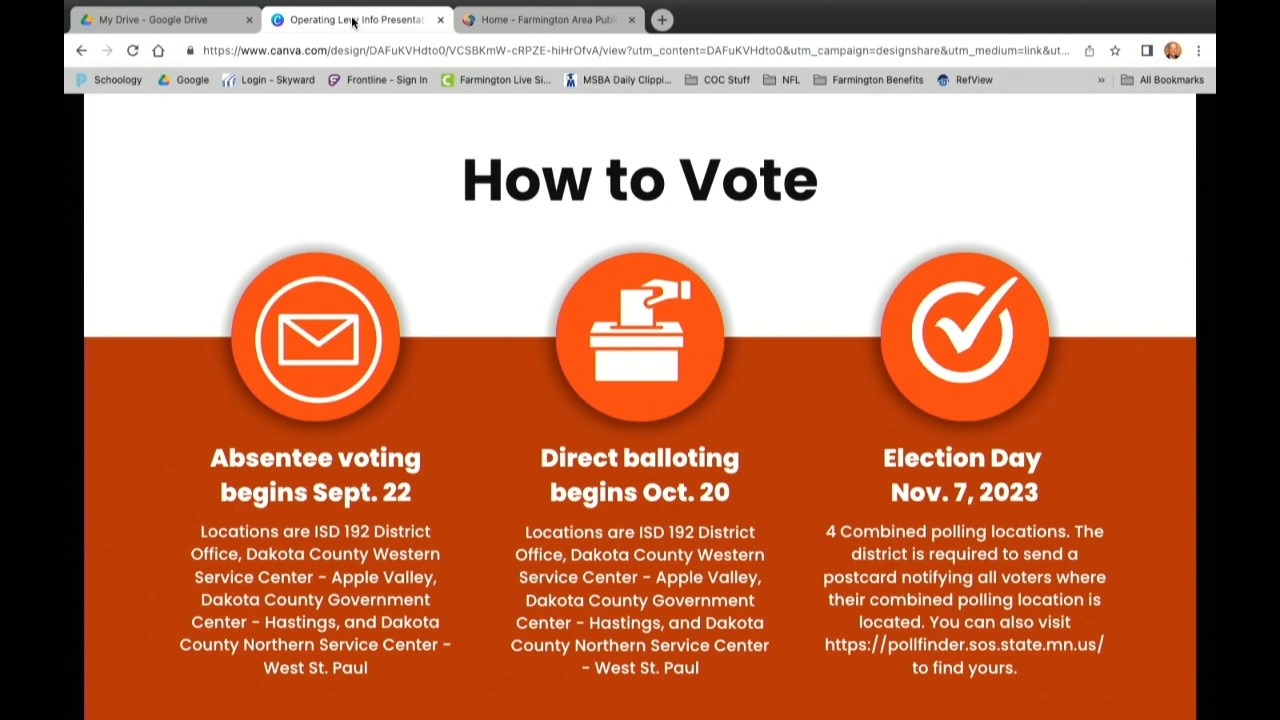 My Drive - Google Drive
Operating Levy Info Presentat
Home - Farmington Area Publ
https://www.canva.com/design/DAFuKVHdto0/VCSBKmW-cRPZE-hiHrOfvA/view?utm_content=DAFuKVHdto0&utm_campaign=designshare&utm_medium=link&ut...
Schoology
Google
Login - Skyward
Frontline - Sign In
Farmington Live Si...
MSBA Daily Clippi...
COC Stuff
NFL
Farmington Benefits
RefView
»
All Bookmarks
How to Vote
Absentee voting
begins Sept. 22
Locations are ISD 192 District
Office, Dakota County Western
Service Center - Apple Valley,
Dakota County Government
Center - Hastings, and Dakota
County Northern Service Center -
West St. Paul
Direct balloting
begins Oct. 20
Locations are ISD 192 District
Office, Dakota County Western
Service Center - Apple Valley,
Dakota County Government
Center - Hastings, and Dakota
County Northern Service Center
- West St. Paul
Election Day
Nov. 7, 2023
4 Combined polling locations. The
district is required to send a
postcard notifying all voters where
their combined polling location is
located. You can also visit
https://pollfinder.sos.state.mn.us/
to find yours.